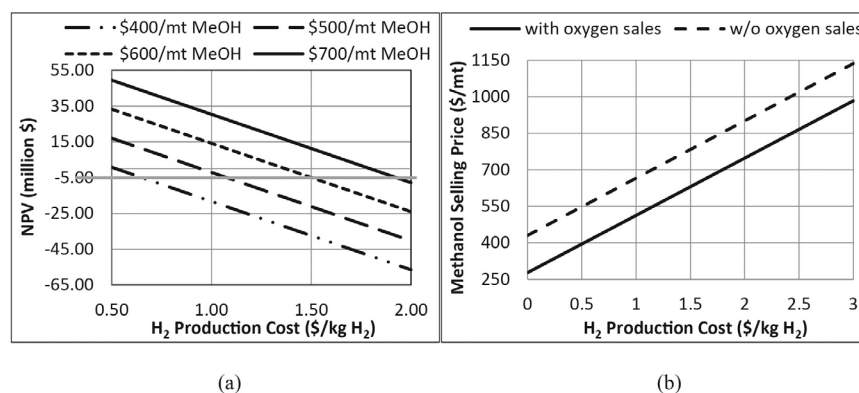 $400/mt MeOH $500/mt MeOH
$600/mt MeOH $700/mt MeOH
55.00
35.00
15.00
-5.00
-25.00
-45.00
-65.00
NPV (million $)
0.50 1.00 1.50 2.00
H₂ Production Cost ($/kg H₂)
(a)
with oxygen sales w/o oxygen sales
1150
1000
850
700
550
400
250
Methanol Selling Price ($/mt)
0 0.5 1 1.5 2 2.5 3
H₂ Production Cost ($/kg H₂)
(b)